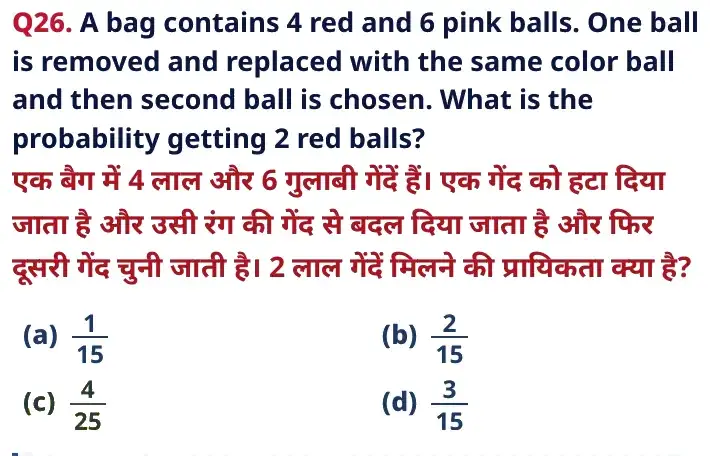 Q26. A bag contains 4 red and 6 pink balls. One ball
is removed and replaced with the same color ball
and then second ball is chosen. What is the
probability getting 2 red balls?
एक बैग में 4 लाल और 6 गुलाबी गेंदें हैं। एक गेंद को हटा दिया
जाता है और उसी रंग की गेंद से बदल दिया जाता है और फिर
दूसरी गेंद चुनी जाती है। 2 लाल गेंदें मिलने की प्रायिकता क्या है?
(a) 1/15 (b) 2/15
(c) 4/25 (d) 3/15